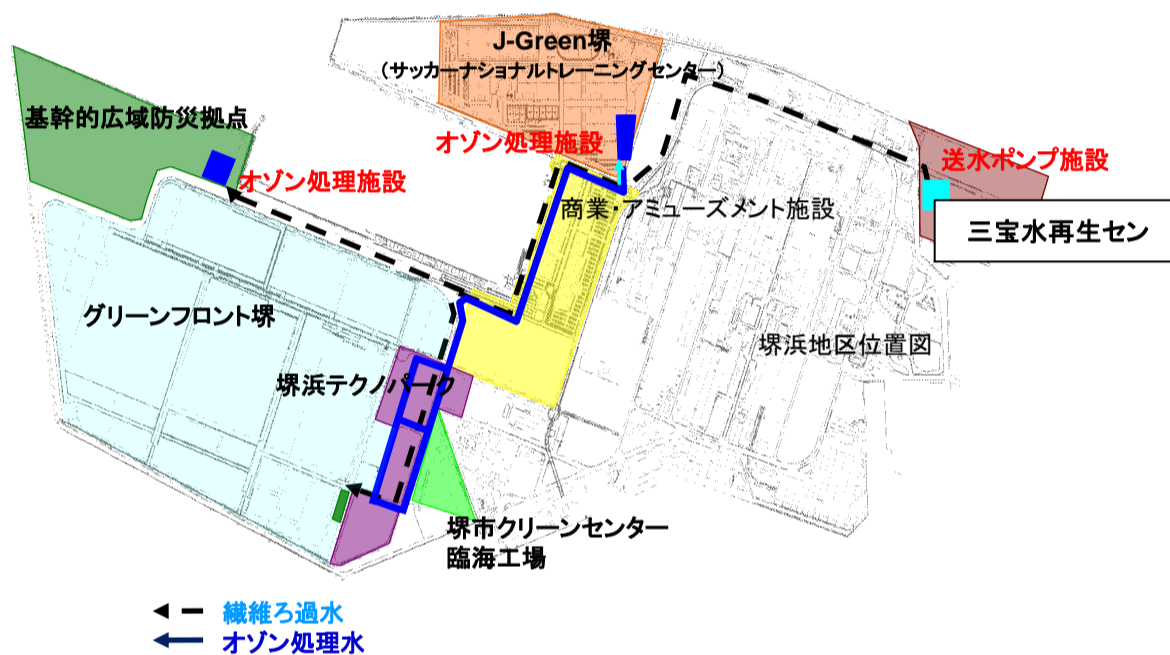 J-Green堺
（サッカーナショナルトレーニングセンター）
基幹的広域防災拠点
オゾン処理施設
送水ポンプ施設
オゾン処理施設
商業・アミューズメント施設
三宝水再生セン
グリーンフロント堺
堺浜地区位置図
堺浜テクノパーク
堺市クリーンセンター
臨海工場
繊維ろ過水
オゾン処理水